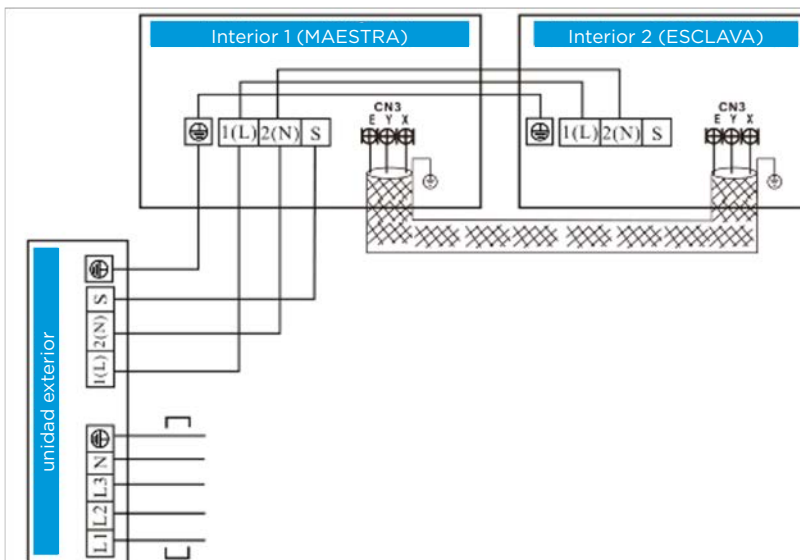 Interior 1 (MAESTRA)
Interior 2 (ESCLAVA)
CN3
E Y X
1(L) 2(N) S
CN3
E Y X
1(L) 2(N) S
unidad exterior
S
2(N)
1(L)
N
L3
L2
L1